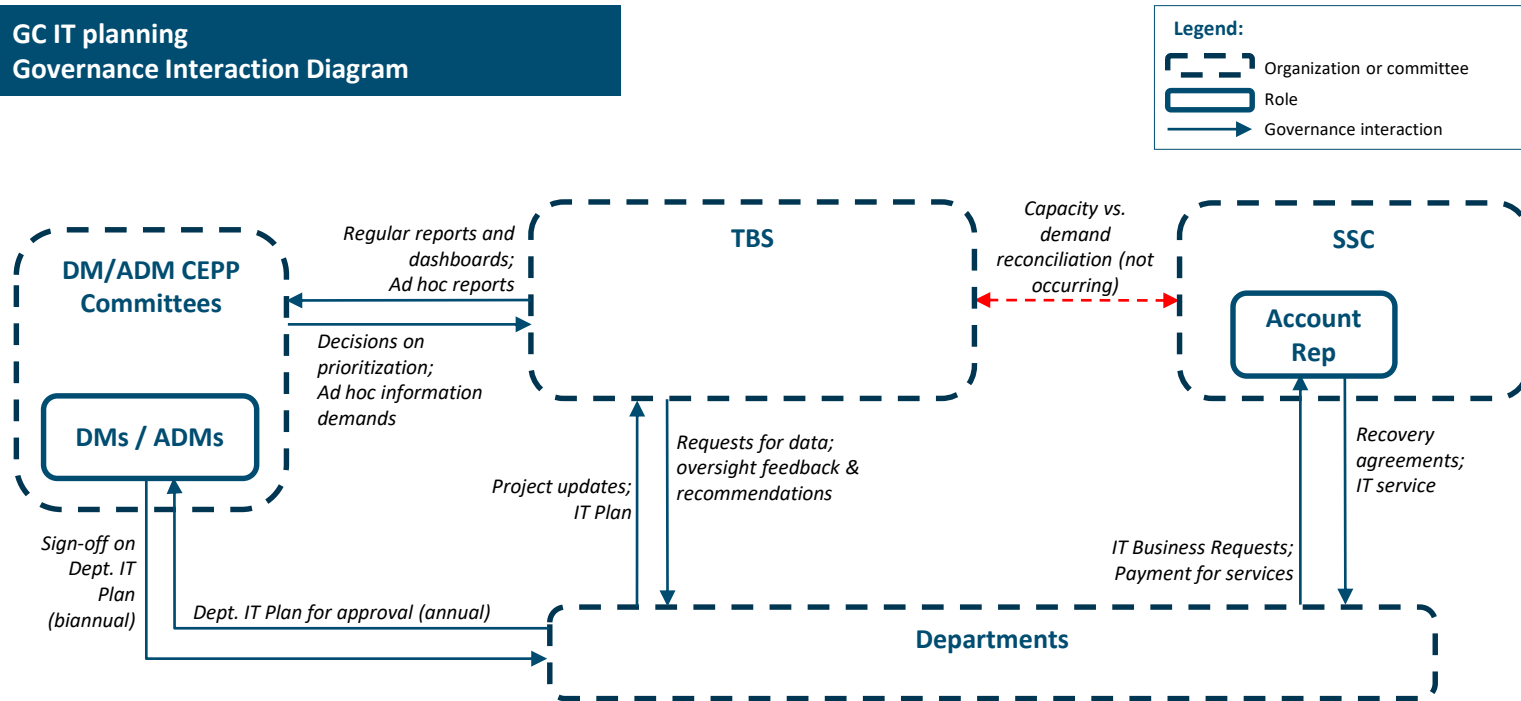 GC IT planning
Governance Interaction Diagram
Legend:
Organization or committee
Role
Governance interaction
DM/ADM CEPP
Committees
DMs / ADMs
Regular reports and
dashboards;
Ad hoc reports
Decisions on
prioritization;
Ad hoc information
demands
TBS
Capacity vs.
demand
reconciliation (not
occurring)
SSC
Account
Rep
Project updates;
IT Plan
Requests for data;
oversight feedback &
recommendations
IT Business Requests;
Payment for services
Recovery
agreements;
IT service
Sign-off on
Dept. IT
Plan
(biannual)
Dept. IT Plan for approval (annual)
Departments